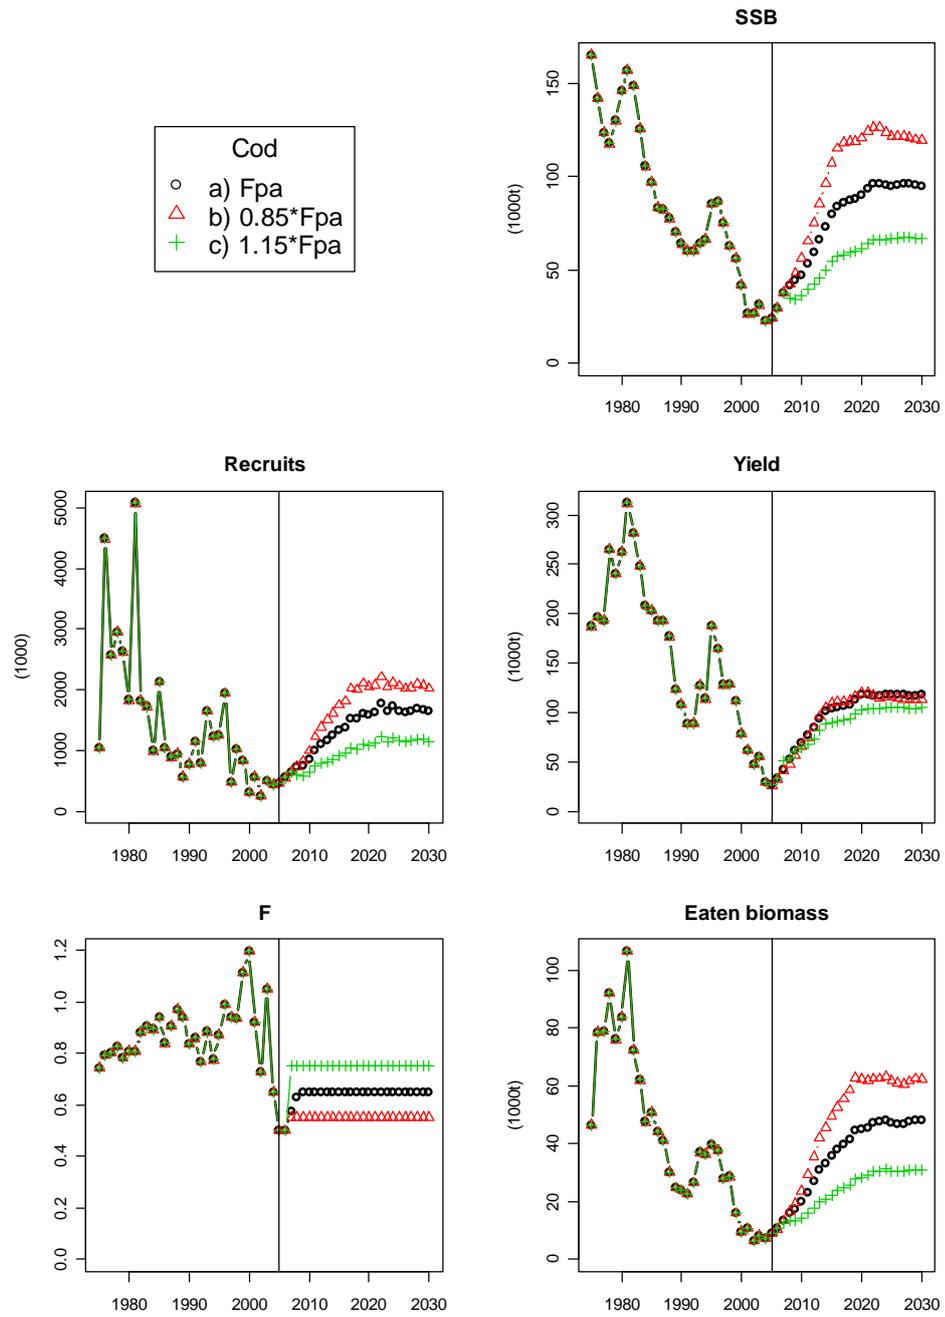 SSB
Cod
a) Fpa
b) 0.85*Fpa
c) 1.15*Fpa
(1000t)
150
100
50
0
1980 1990 2000 2010 2020 2030
Recruits
(1000)
5000
4000
3000
2000
1000
0
1980 1990 2000 2010 2020 2030
Yield
(1000t)
300
250
200
150
100
50
0
1980 1990 2000 2010 2020 2030
F
1.2
1.0
0.8
0.6
0.4
0.2
0.0
1980 1990 2000 2010 2020 2030
Eaten biomass
(1000t)
100
80
60
40
20
0
1980 1990 2000 2010 2020 2030